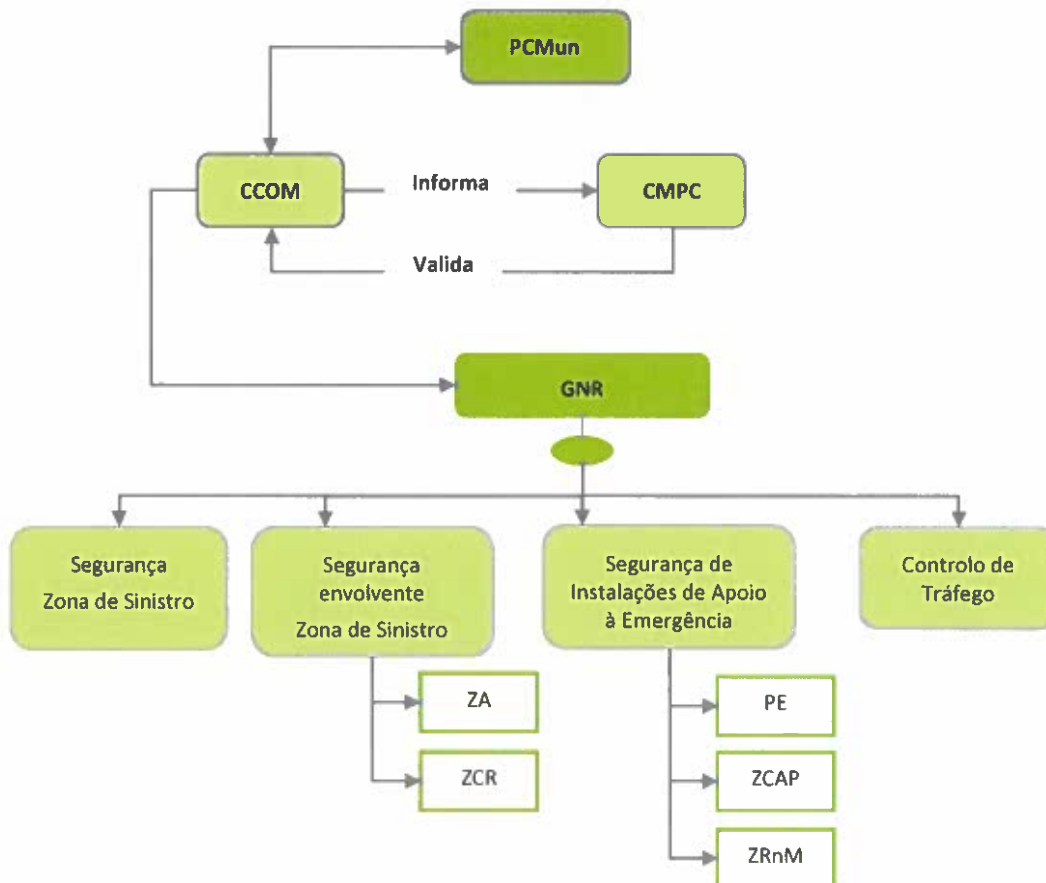 PCMun
CCOM
Informa
CMPC
Valida
GNR
Segurança
Zona de Sinistro
Segurança
envolvente
Zona de Sinistro
Segurança de
Instalações de Apoio
à Emergência
Controlo de
Tráfego
ZA
ZCR
PE
ZCAP
ZRnM